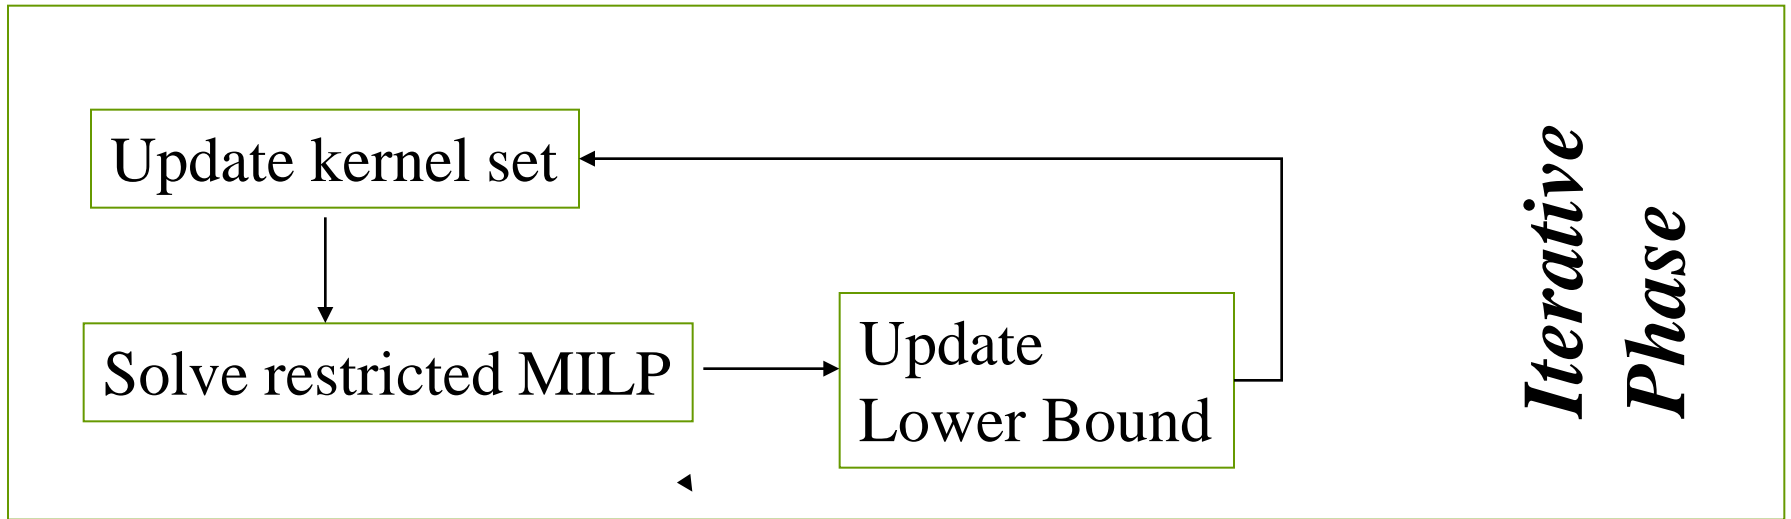 Update kernel set
Solve restricted MILP
Update
Lower Bound
Iterative
Phase